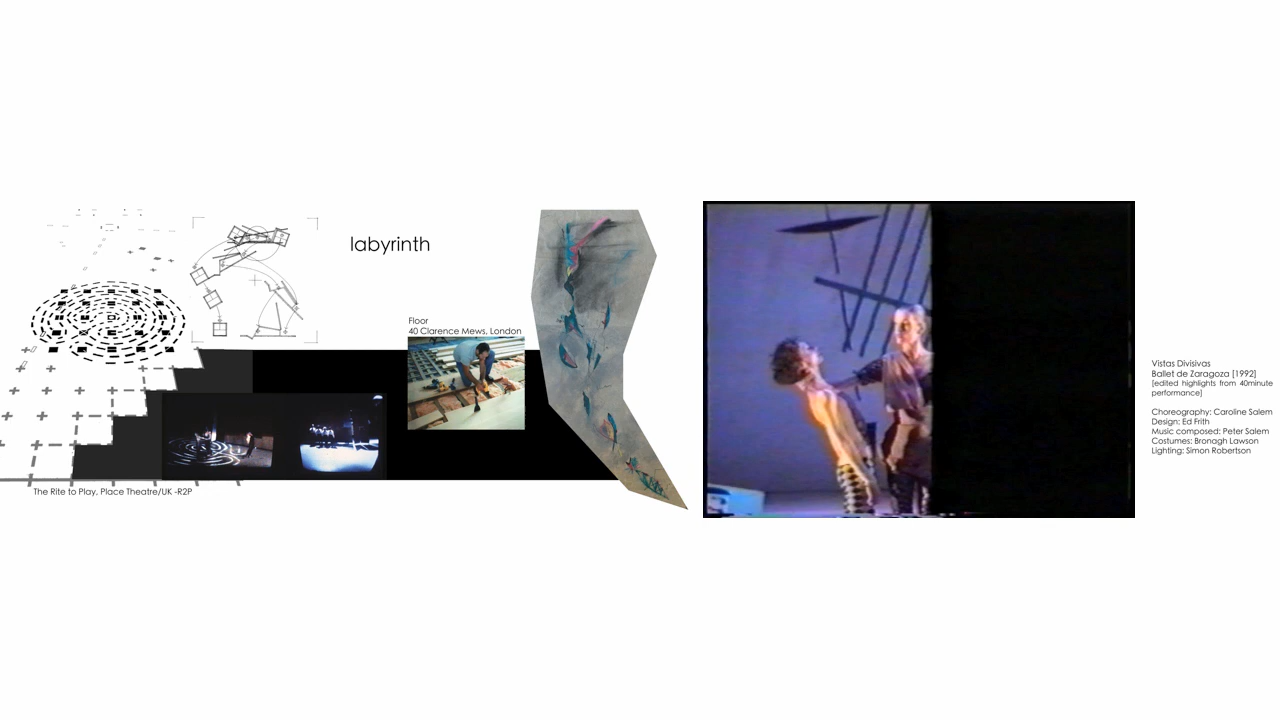 labyrinth
Floor
40 Clarence Mews, London
The Rite to Play, Place Theatre/UK -R2P
Vistas Divisivas
Ballet de Zaragoza [1992]
[edited highlights from 40minute
performance]
Choreography: Caroline Salem
Design: Ed Frith
Music composed: Peter Salem
Costumes: Bronagh Lawson
Lighting: Simon Robertson